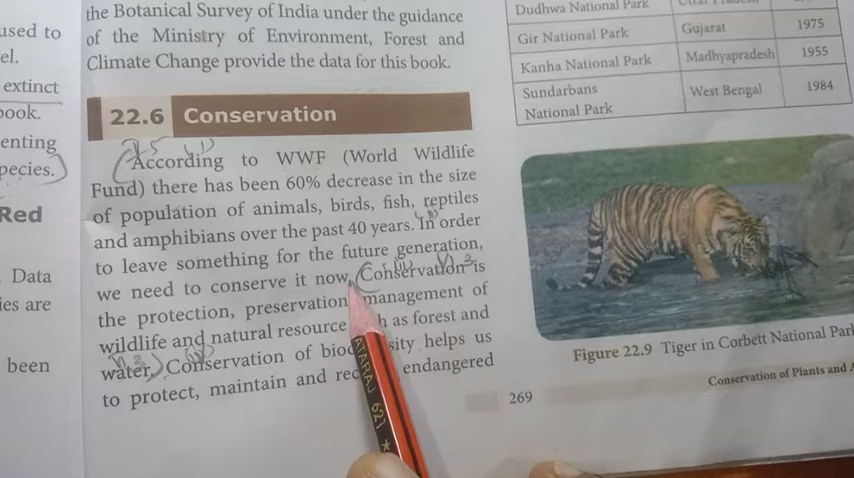 used to
el.
extinct
book.
enting
pecies.
Red
Data
ies are
been
the Botanical Survey of India under the guidance
of the Ministry of Environment, Forest and
Climate Change provide the data for this book.
22.6 Conservation
According to WWF (World Wildlife
Fund) there has been 60% decrease in the size
of population of animals, birds, fish, reptiles
and amphibians over the past 40 years. In order
to leave something for the future generation,
we need to conserve it now. Conservation is
the protection, preservation management of
wildlife and natural resource as forest and
water. Conservation of helps us
to protect, maintain and endangered
Dudhwa National Park
Gir National Park Gujarat 1975
Kanha National Park Madhyapradesh 1955
Sundarbans National Park West Bengal 1984
Figure 22.9 Tiger in Corbett National Park
269
Conservation of Plants and A
ATARAJ 621